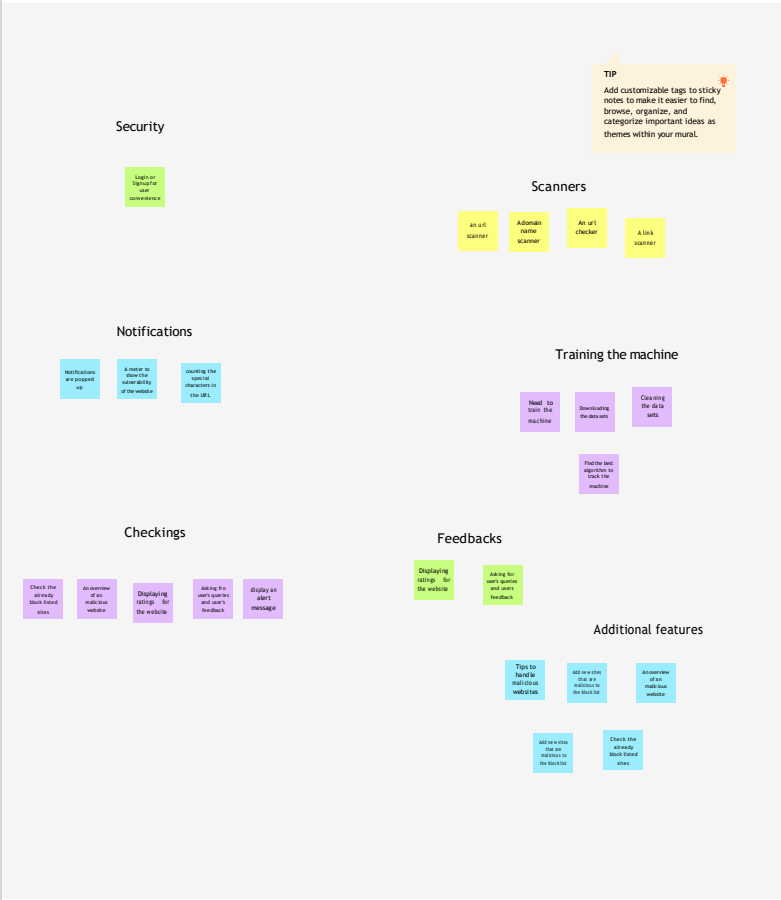 TIP
Add customizable tags to sticky
notes to make it easier to find,
browse, organize, and
categorize important ideas as
themes within your mural.
Security
Login or
Signup for
user
convenience
Scanners
an url
scanner
A domain
name
scanner
An url
checker
A link
scanner
Notifications
Notifications
are popped
up
A meter to
show the
vulnerability
of the website
counting the
special
characters in
the URL
Training the machine
Need to
train the
machine
Downloading
the data sets
Cleaning
the data
sets
Find the best
algorithm to
track the
machine
Checkings
Check the
already
block listed
sites
An overview
of an
malicious
website
Displaying
ratings for
the website
Asking fro
user's queries
and user's
feedback
display an
alert
message
Feedbacks
Displaying
ratings for
the website
Asking for
user's queries
and users
feedback
Additional features
Tips to
handle
malicious
websites
Add new sites
that are
malicious to
the block list
An overview
of an
malicious
website
Add new sites
that are
malicious to
the block list
Check the
already
block listed
sites